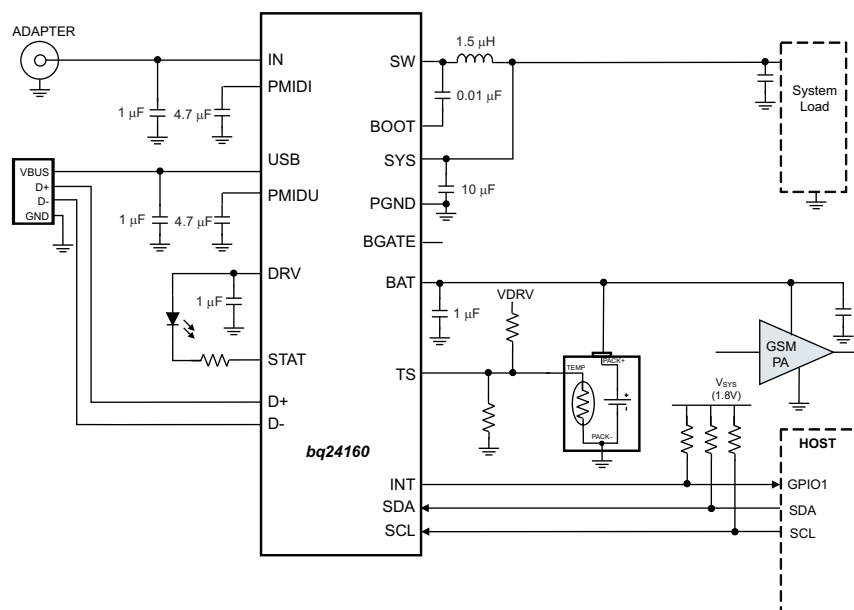 ADAPTER
IN
PMIDI
1 μF
4.7 μF
VBUS
D+
D-
GND
USB
PMIDU
1 μF
4.7 μF
DRV
1 μF
STAT
D+
D-
bq24160
SW
1.5 μH
0.01 μF
BOOT
SYS
10 μF
PGND
BGATE
BAT
1 μF
VDRV
TS
TEMP
PACK+
+
-
PACK-
System
Load
GSM
PA
VSYS
(1.8V)
HOST
INT
GPIO1
SDA
SDA
SCL
SCL